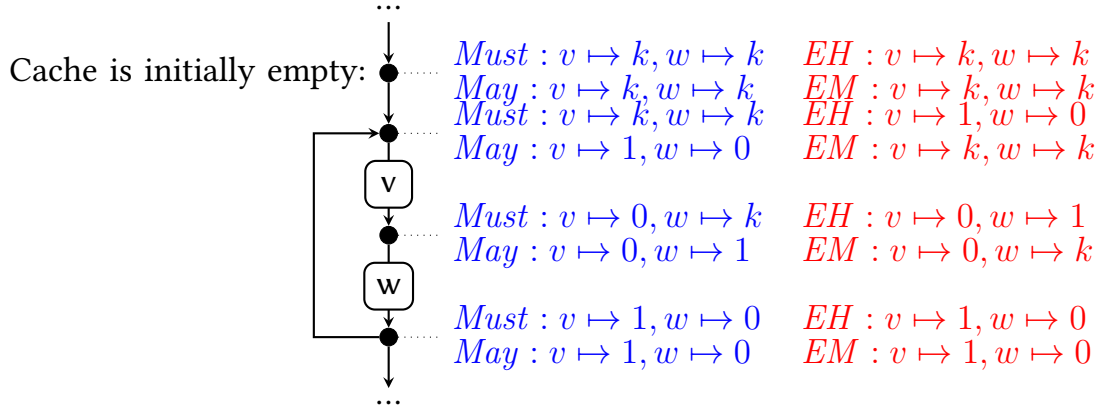 ...
Must : v ↦ k, w ↦ k EH : v ↦ k, w ↦ k
Cache is initially empty:
May : v ↦ k, w ↦ k EM : v ↦ k, w ↦ k
Must : v ↦ k, w ↦ k EH : v ↦ 1, w ↦ 0
May : v ↦ 1, w ↦ 0 EM : v ↦ k, w ↦ k
v
Must : v ↦ 0, w ↦ k EH : v ↦ 0, w ↦ 1
May : v ↦ 0, w ↦ 1 EM : v ↦ 0, w ↦ k
w
Must : v ↦ 1, w ↦ 0 EH : v ↦ 1, w ↦ 0
May : v ↦ 1, w ↦ 0 EM : v ↦ 1, w ↦ 0
...